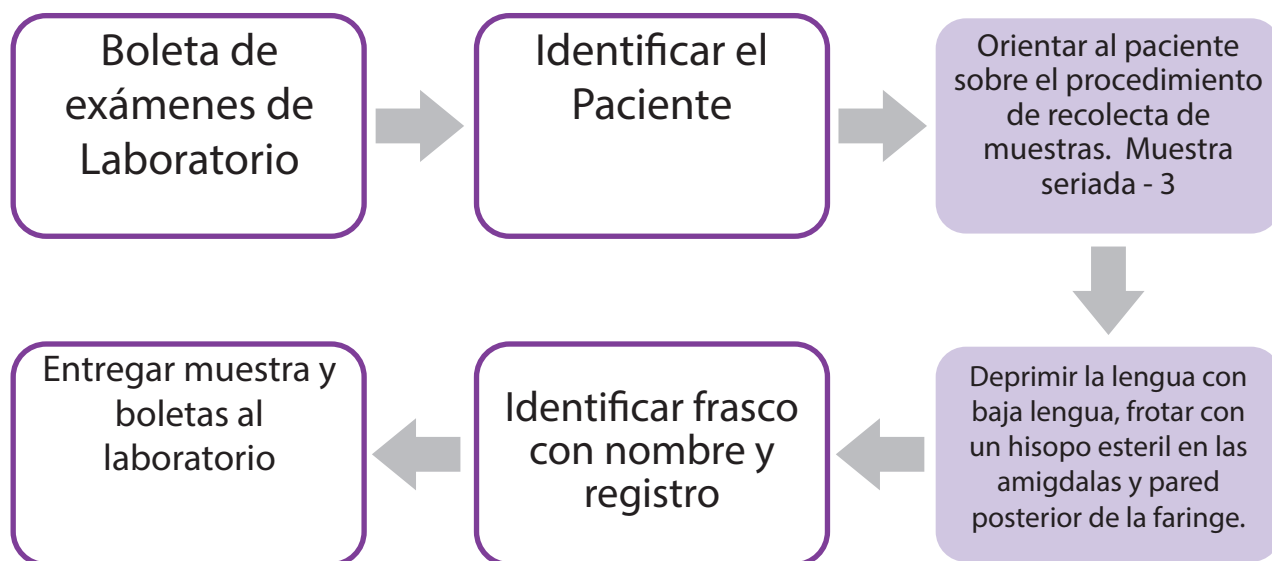 Boleta de
exámenes de
Laboratorio
Identificar el
Paciente
Orientar al paciente
sobre el procedimiento
de recolecta de
muestras. Muestra
seriada - 3
Deprimir la lengua con
baja lengua, frotar con
un hisopo esteril en las
amigdalas y pared
posterior de la faringe.
Identificar frasco
con nombre y
registro
Entregar muestra y
boletas al
laboratorio